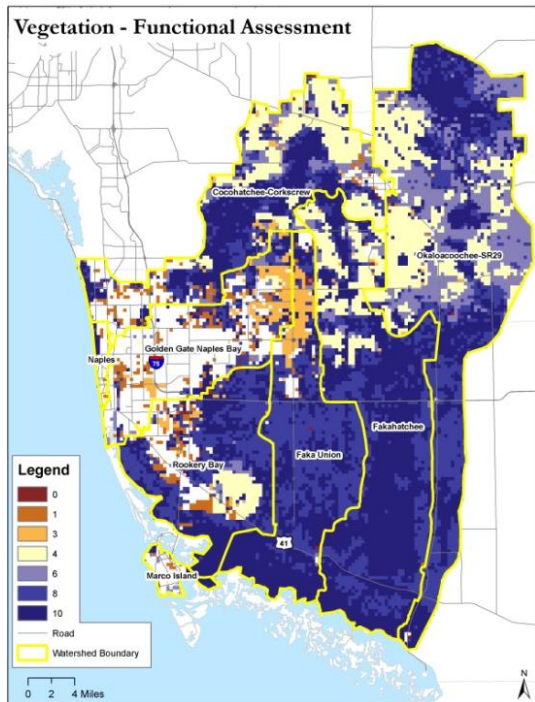 Vegetation - Functional Assessment
Cocohatchee-Corkscrew
Okaloacoochee-SR29
Golden Gate Naples Bay
Naples
75
Fakahatchee
Faka Union
Rookery Bay
41
Marco Island
Legend
0
1
3
4
6
8
10
Road
Watershed Boundary
0 2 4 Miles
N